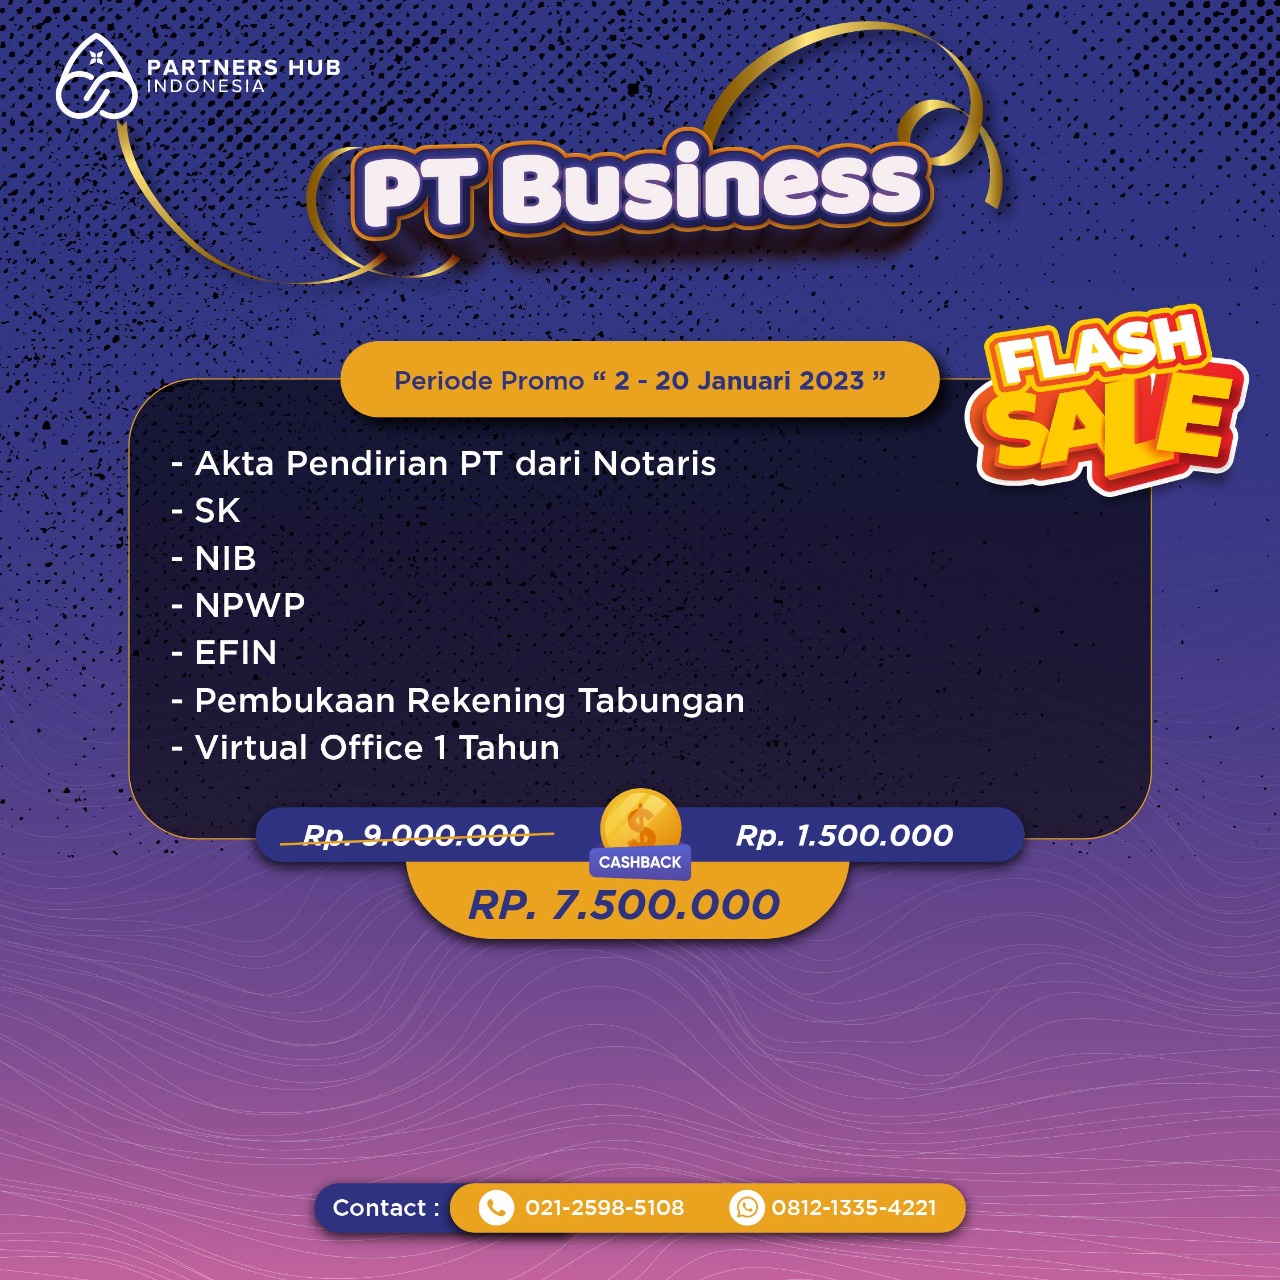 PARTNERS HUB
INDONESIA
PT Business
FLASH
SALE
Periode Promo “ 2 - 20 Januari 2023 ”
- Akta Pendirian PT dari Notaris
- SK
- NIB
- NPWP
- EFIN
- Pembukaan Rekening Tabungan
- Virtual Office 1 Tahun
Rp. 9.000.000
$
CASHBACK
Rp. 1.500.000
RP. 7.500.000
Contact : 021-2598-5108 0812-1335-4221